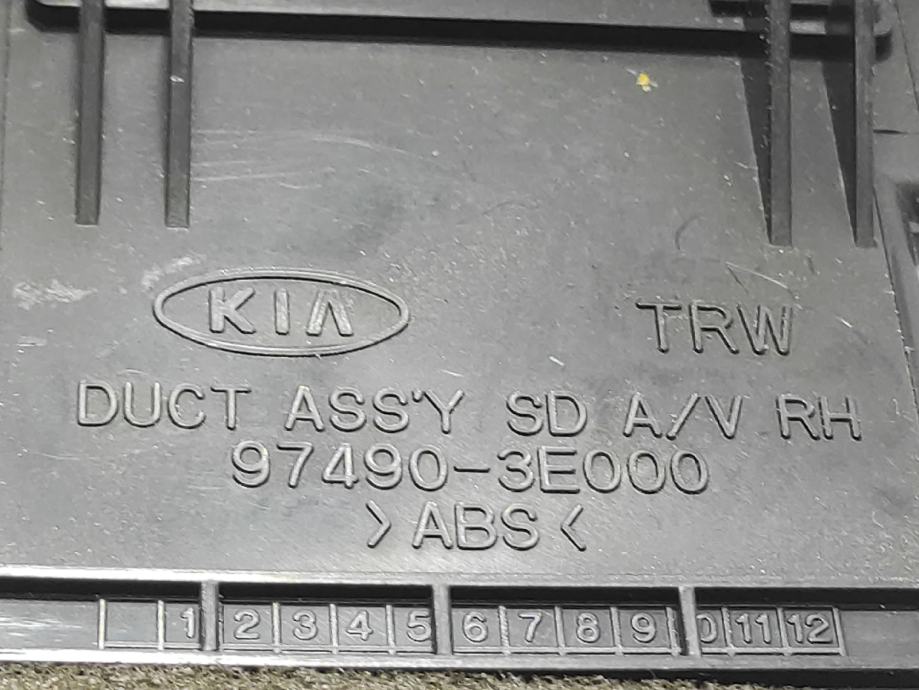 KIA TRW
DUCT ASS'Y SD A/V RH
97490-3E000
>ABS<
1 2 3 4 5 6 7 8 9 0 11 12